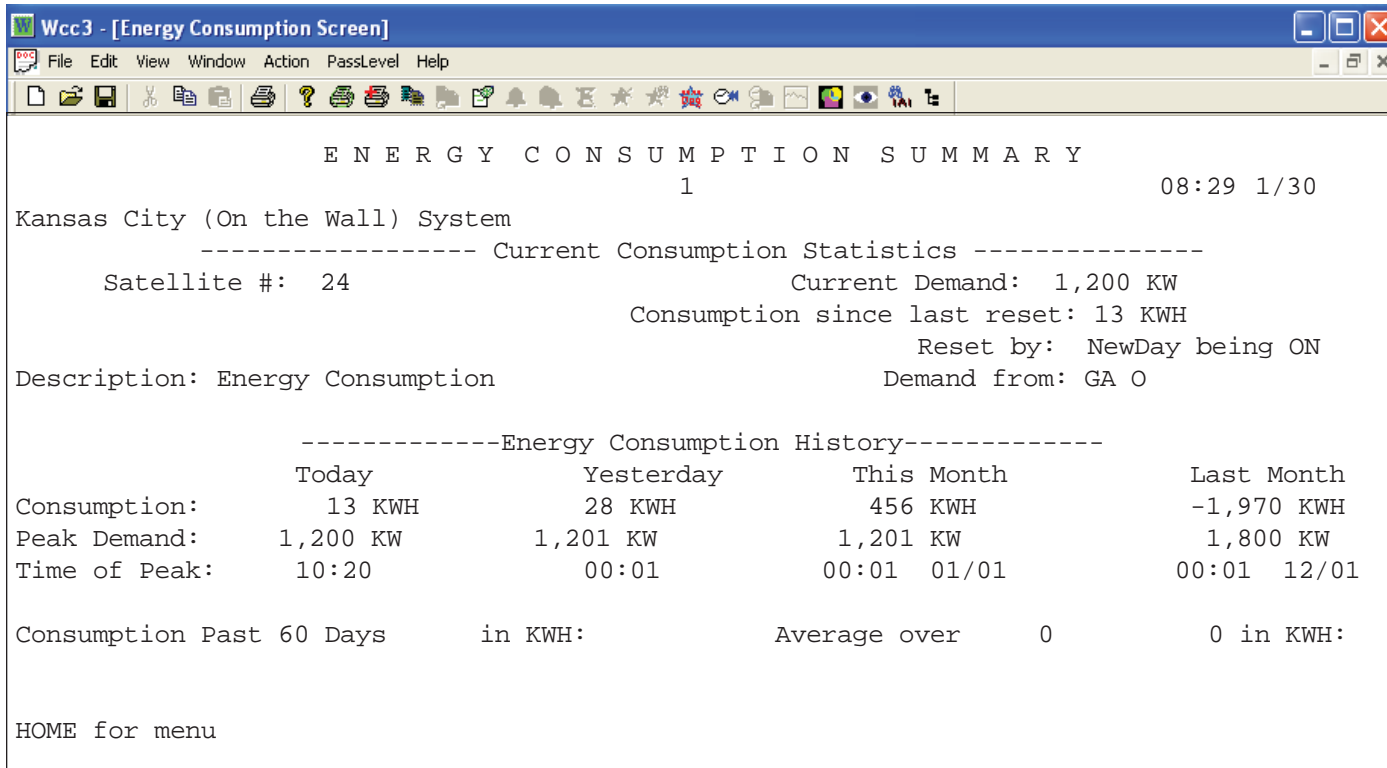 Wcc3 - [Energy Consumption Screen]
File Edit View Window Action PassLevel Help
E N E R G Y C O N S U M P T I O N S U M M A R Y
1 08:29 1/30
Kansas City (On the Wall) System
------------------ Current Consumption Statistics ---------------
Satellite #: 24 Current Demand: 1,200 KW
Consumption since last reset: 13 KWH
Reset by: NewDay being ON
Description: Energy Consumption Demand from: GA O
-------------Energy Consumption History-------------
Today Yesterday This Month Last Month
Consumption: 13 KWH 28 KWH 456 KWH -1,970 KWH
Peak Demand: 1,200 KW 1,201 KW 1,201 KW 1,800 KW
Time of Peak: 10:20 00:01 00:01 01/01 00:01 12/01
Consumption Past 60 Days in KWH: Average over 0 0 in KWH:
HOME for menu